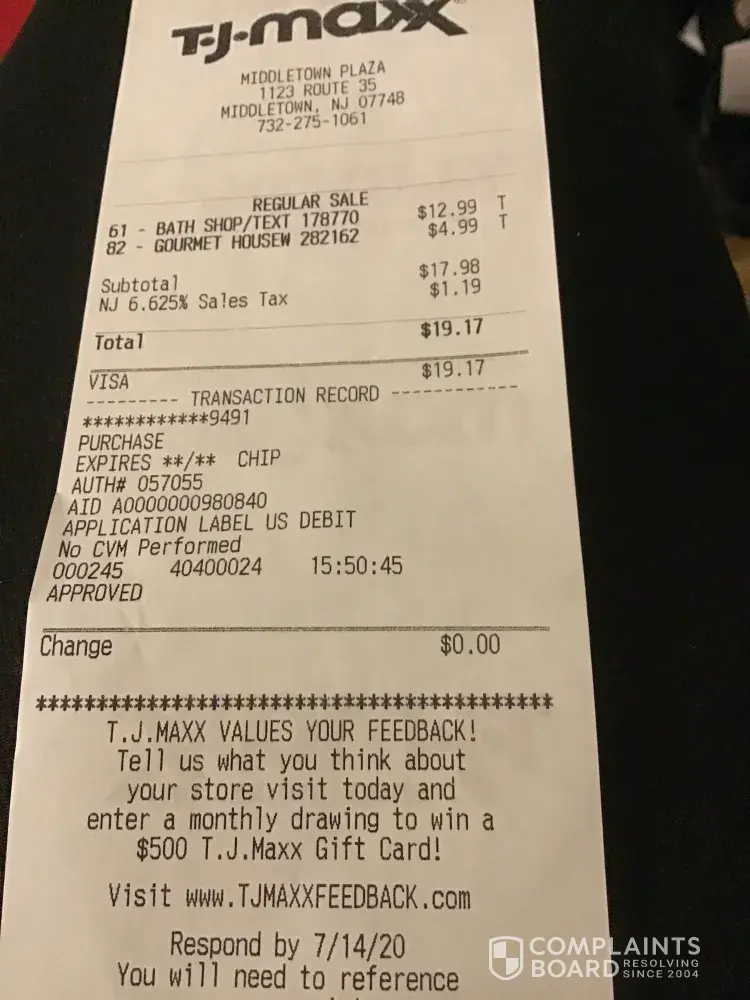 T.J.maxx
MIDDLETOWN PLAZA
1123 ROUTE 35
MIDDLETOWN, NJ 07748
732-275-1061
REGULAR SALE
61 - BATH SHOP/TEXT 178770 $12.99 T
82 - GOURMET HOUSEW 282162 $4.99 T
Subtotal $17.98
NJ 6.625% Sales Tax $1.19
Total $19.17
VISA $19.17
--------- TRANSACTION RECORD -----------
************9491
PURCHASE
EXPIRES **/** CHIP
AUTH# 057055
AID A0000000980840
APPLICATION LABEL US DEBIT
No CVM Performed
000245 40400024 15:50:45
APPROVED
Change $0.00
*******************************************
T.J.MAXX VALUES YOUR FEEDBACK!
Tell us what you think about
your store visit today and
enter a monthly drawing to win a
$500 T.J.Maxx Gift Card!
Visit www.TJMAXXFEEDBACK.com
Respond by 7/14/20
You will need to reference
COMPLAINTS
BOARD RESOLVING
SINCE 2004